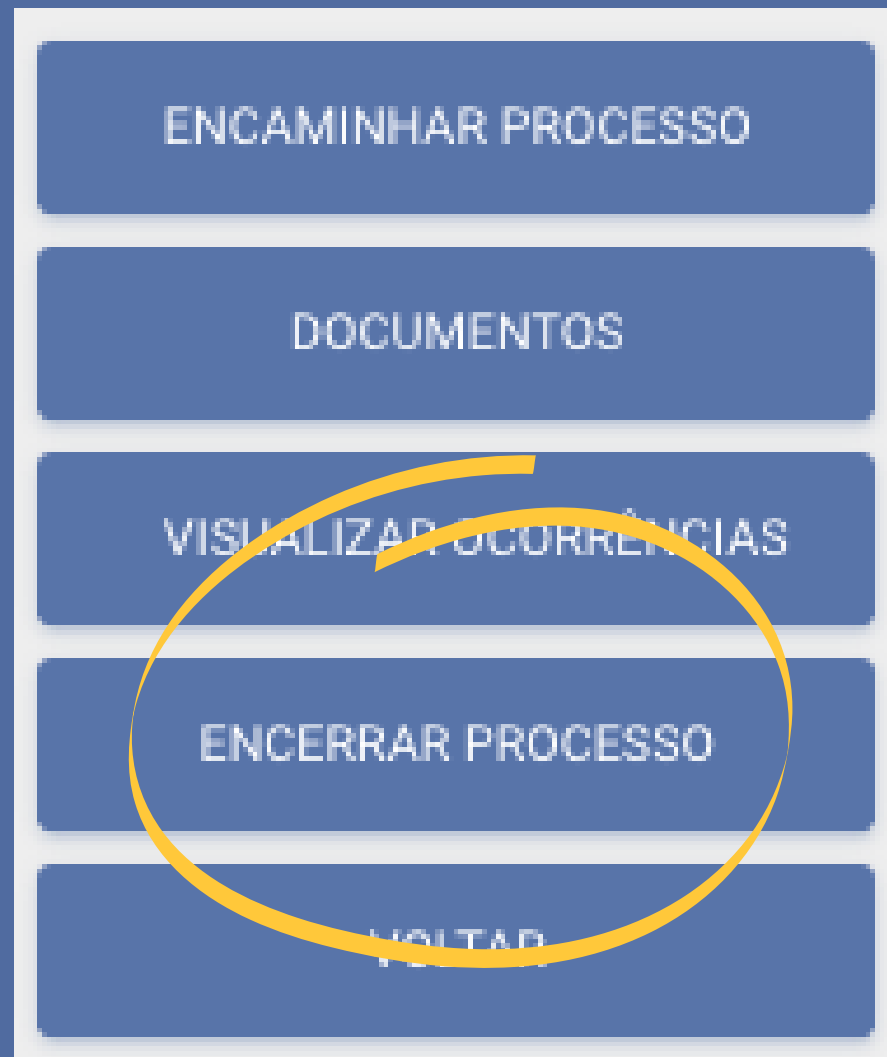 ENCAMINHAR PROCESSO
DOCUMENTOS
VISUALIZAR OCORRÊNCIAS
ENCERRAR PROCESSO
VOLTAR